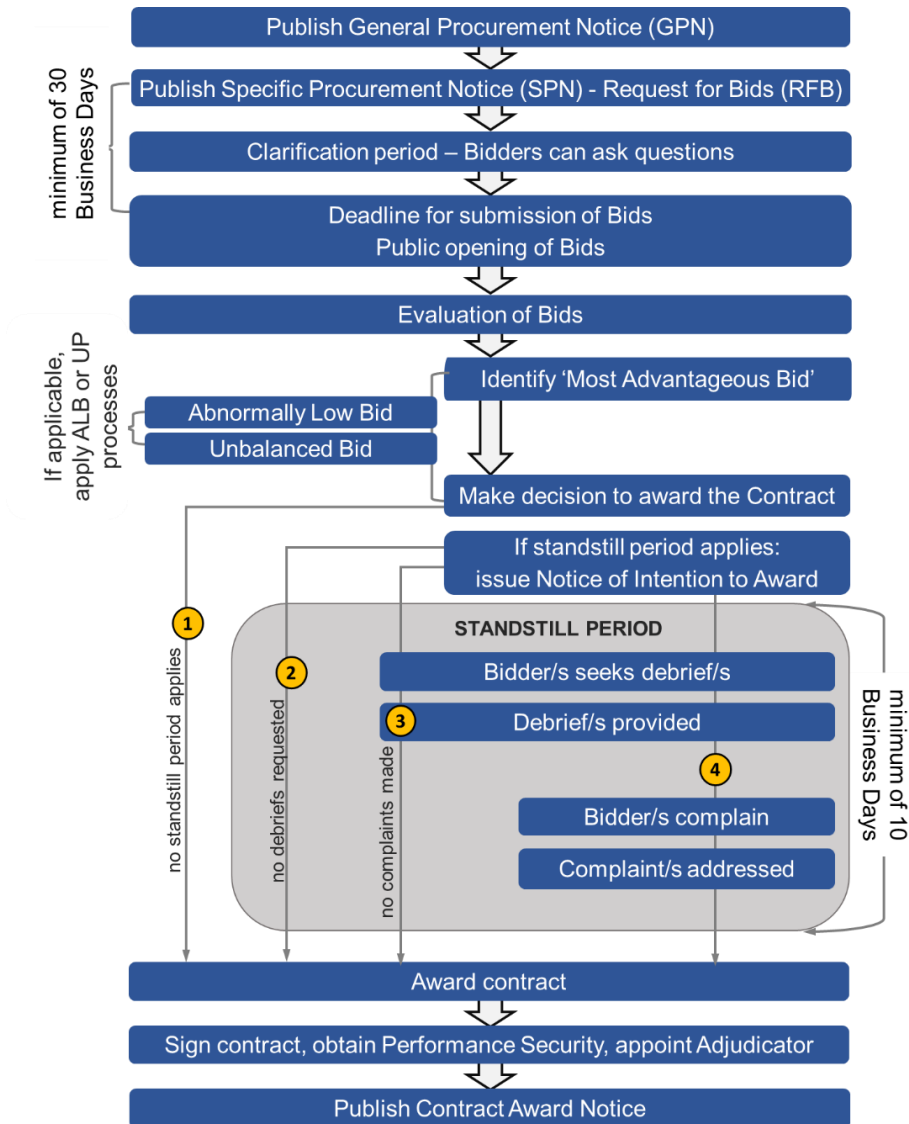 Publish General Procurement Notice (GPN)
minimum of 30
Business Days
Publish Specific Procurement Notice (SPN) - Request for Bids (RFB)
Clarification period – Bidders can ask questions
Deadline for submission of Bids
Public opening of Bids
Evaluation of Bids
If applicable,
apply ALB or UP
processes
Identify ‘Most Advantageous Bid’
Abnormally Low Bid
Unbalanced Bid
Make decision to award the Contract
If standstill period applies:
issue Notice of Intention to Award
1
no standstill period applies
STANDSTILL PERIOD
2
no debriefs requested
Bidder/s seeks debrief/s
3
Debrief/s provided
no complaints made
4
Bidder/s complain
Complaint/s addressed
minimum of 10
Business Days
Award contract
Sign contract, obtain Performance Security, appoint Adjudicator
Publish Contract Award Notice